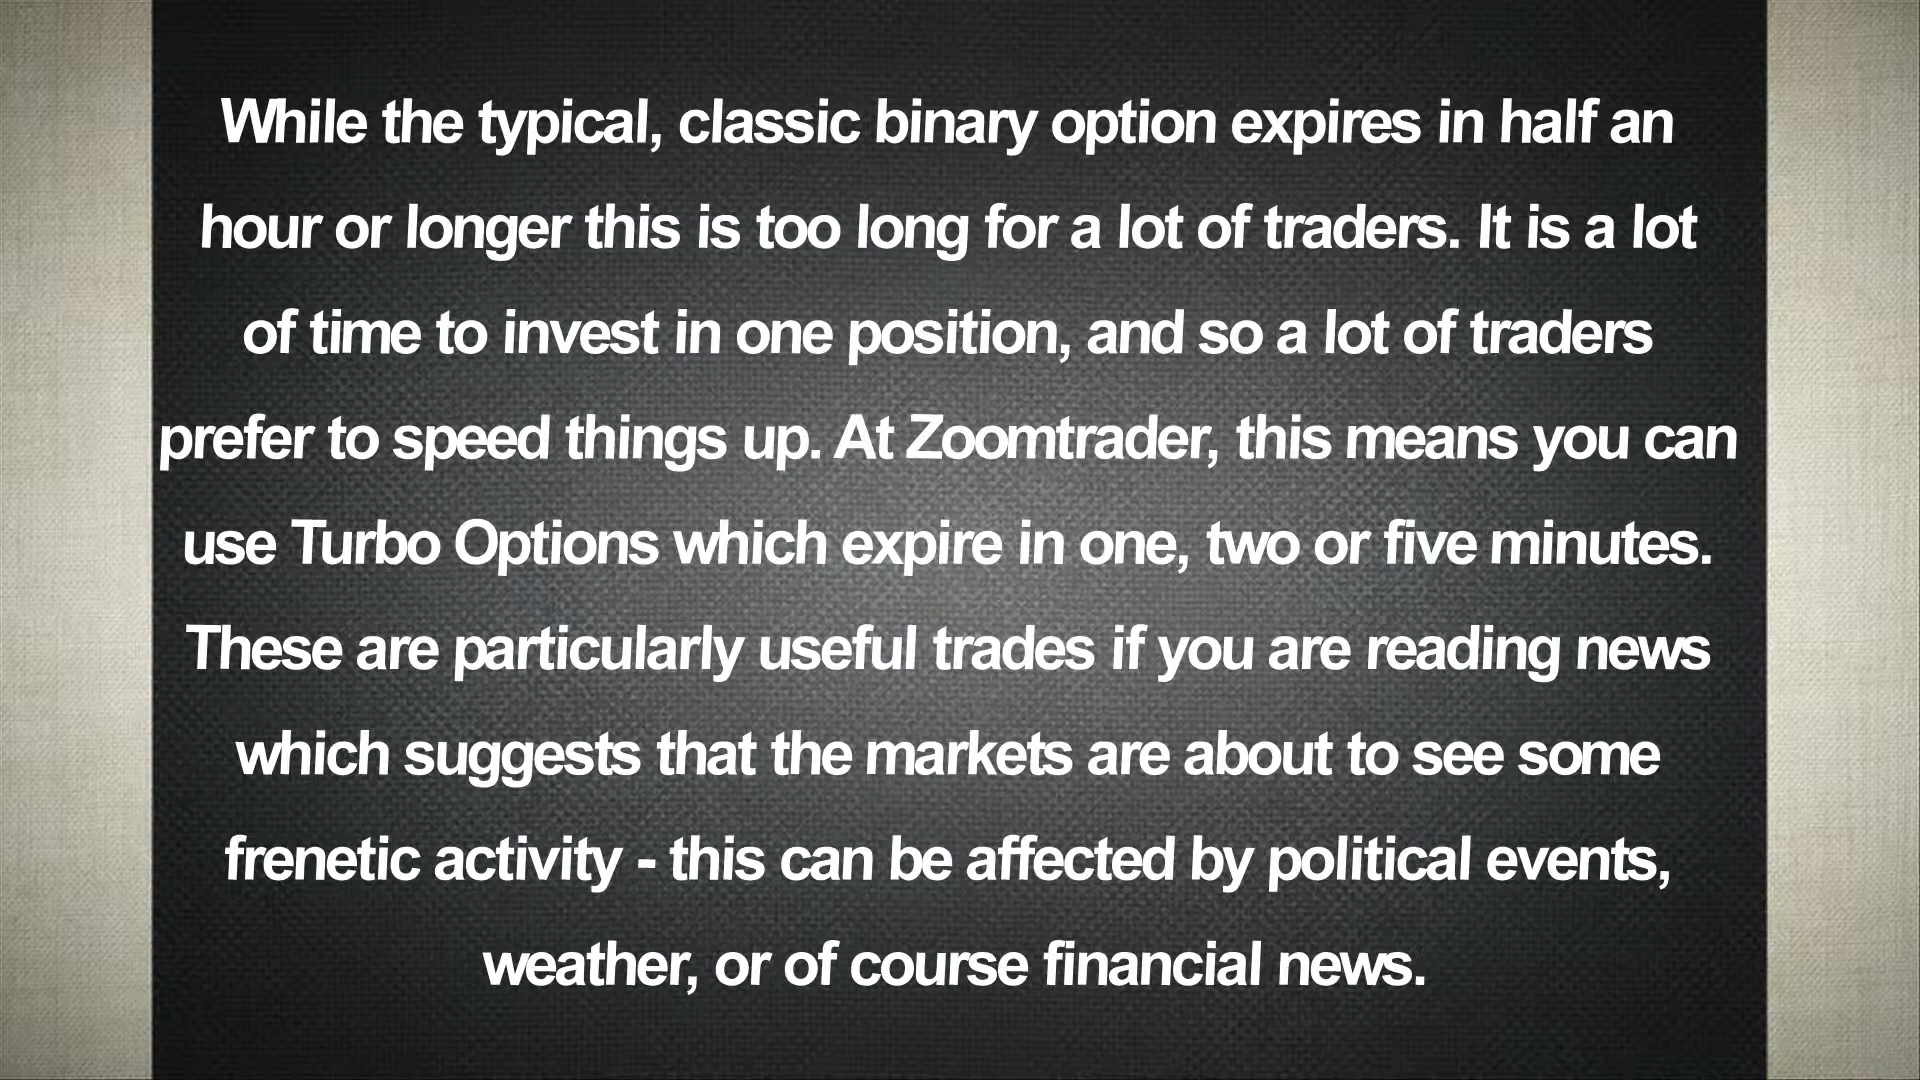 While the typical, classic binary option expires in half an
hour or longer this is too long for a lot of traders. It is a lot
of time to invest in one position, and so a lot of traders
prefer to speed things up. At Zoomtrader, this means you can
use Turbo Options which expire in one, two or five minutes.
These are particularly useful trades if you are reading news
which suggests that the markets are about to see some
frenetic activity - this can be affected by political events,
weather, or of course financial news.